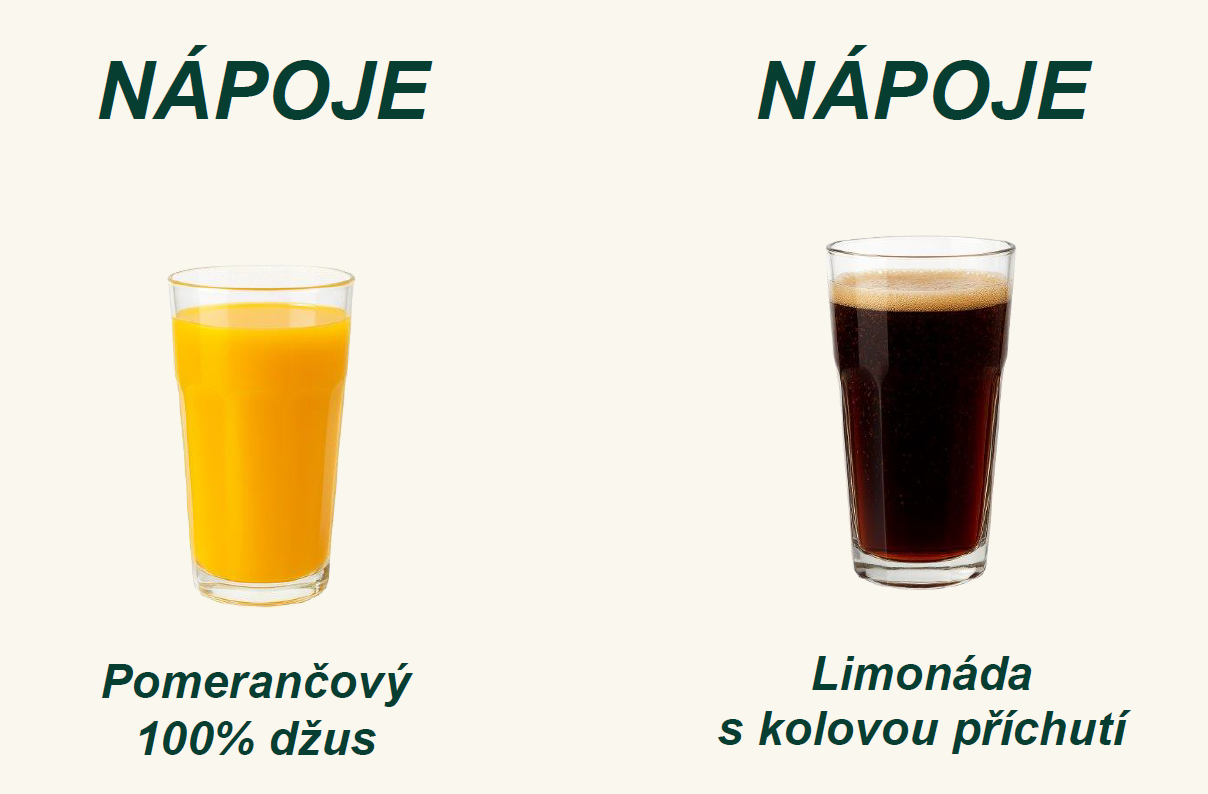 NÁPOJE
Pomerančový
100% džus
NÁPOJE
Limonáda
s kolovou příchutí